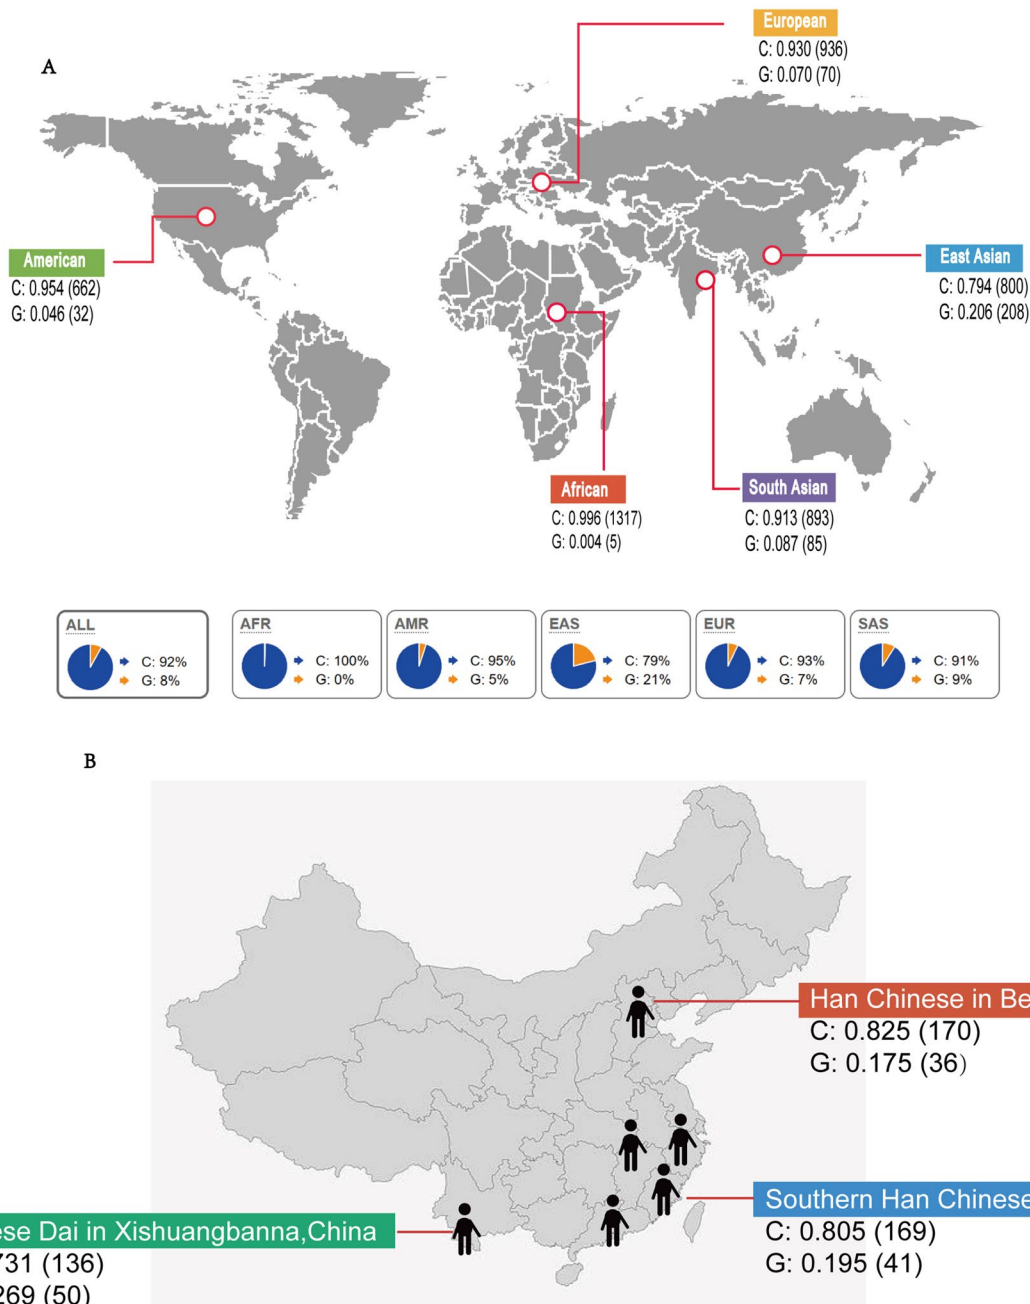 A
European
C: 0.930 (936)
G: 0.070 (70)
American
C: 0.954 (662)
G: 0.046 (32)
East Asian
C: 0.794 (800)
G: 0.206 (208)
African
C: 0.996 (1317)
G: 0.004 (5)
South Asian
C: 0.913 (893)
G: 0.087 (85)
ALL
C: 92%
G: 8%
AFR
C: 100%
G: 0%
AMR
C: 95%
G: 5%
EAS
C: 79%
G: 21%
EUR
C: 93%
G: 7%
SAS
C: 91%
G: 9%
B
Han Chinese in Be
C: 0.825 (170)
G: 0.175 (36)
Southern Han Chinese
C: 0.805 (169)
G: 0.195 (41)
ese Dai in Xishuangbanna,China
731 (136)
269 (50)